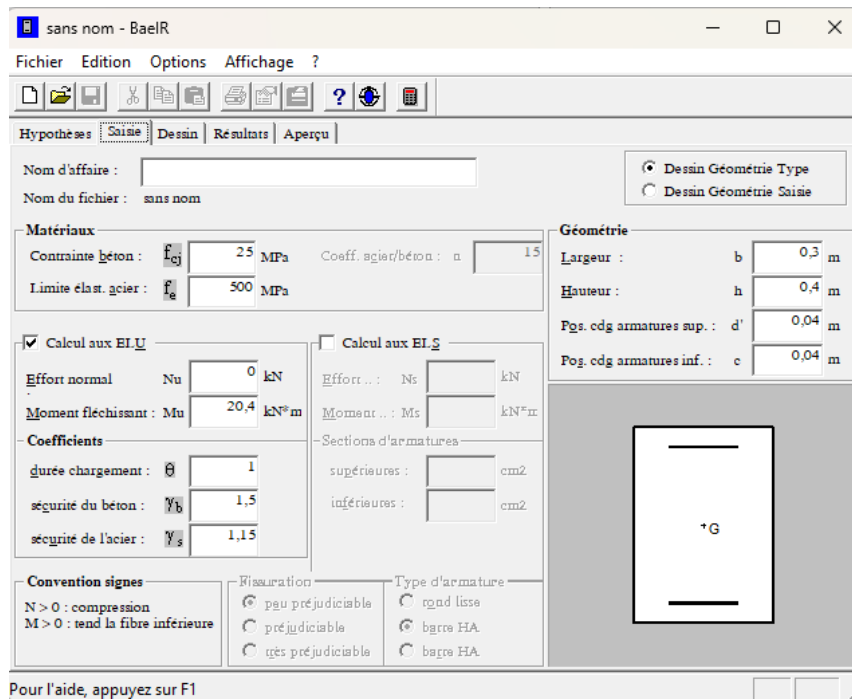 sans nom - BaelR
Fichier Edition Options Affichage ?
Hypothèses Saisie Dessin Résultats Aperçu
Nom d'affaire :
Nom du fichier : sans nom
Dessin Géométrie Type
Dessin Géométrie Saisie
Matériaux
Contrainte béton : fcj 25 MPa Coeff. acier/béton : n 15
Limite élast. acier : fe 500 MPa
Géométrie
Largeur : b 0,3 m
Hauteur : h 0,4 m
Pos. cdg armatures sup. : d' 0,04 m
Pos. cdg armatures inf. : c 0,04 m
Calcul aux ELU
Effort normal Nu 0 kN
Moment fléchissant : Mu 20,4 kN*m
Calcul aux ELS
Effort .. : Ns kN
Moment .. : Ms kN*m
Coefficients
durée chargement : θ 1
sécurité du béton : γb 1,5
sécurité de l'acier : γs 1,15
Sections d'armatures
supérieures : cm2
inférieures : cm2
+G
Convention signes
N > 0 : compression
M > 0 : tend la fibre inférieure
Fissuration
peu préjudiciable
préjudiciable
très préjudiciable
Type d'armature
rond lisse
barre HA
barre HA
Pour l'aide, appuyez sur F1